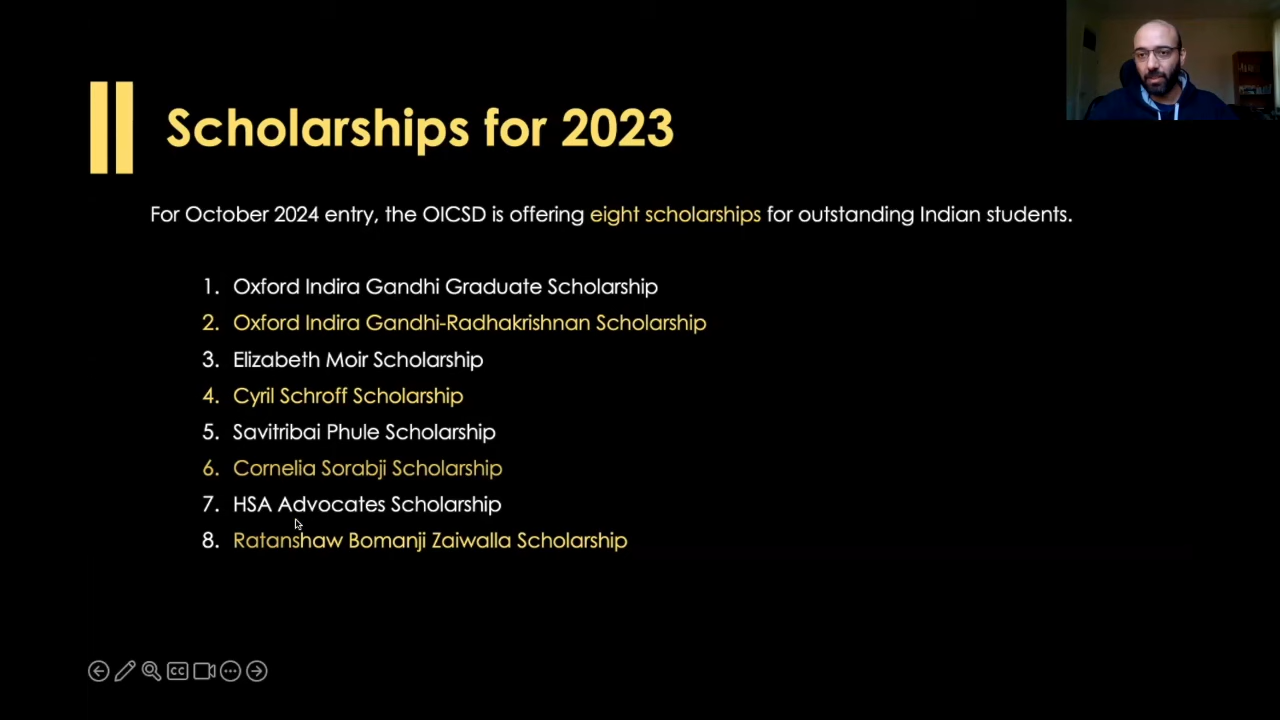 Scholarships for 2023
For October 2024 entry, the OICSD is offering eight scholarships for outstanding Indian students.
1. Oxford Indira Gandhi Graduate Scholarship
2. Oxford Indira Gandhi-Radhakrishnan Scholarship
3. Elizabeth Moir Scholarship
4. Cyril Schroff Scholarship
5. Savitribai Phule Scholarship
6. Cornelia Sorabji Scholarship
7. HSA Advocates Scholarship
8. Ratanshaw Bomanji Zaiwalla Scholarship
CC